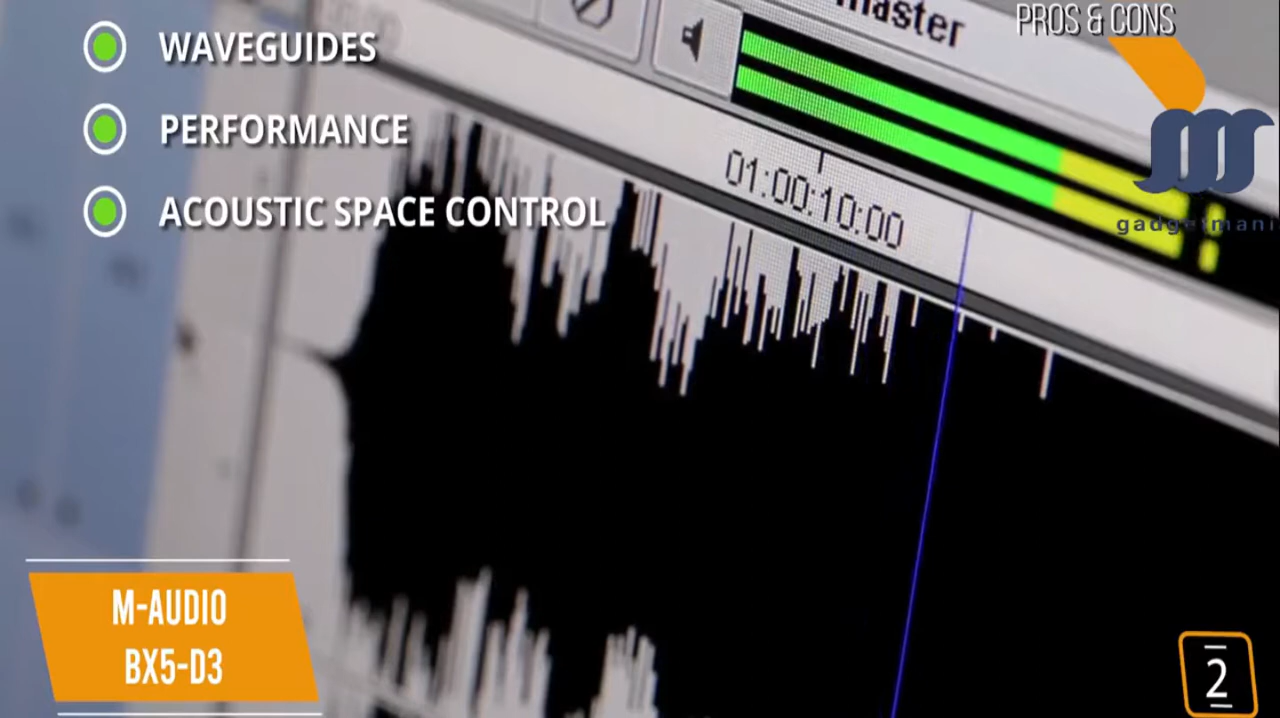 PROS & CONS
WAVEGUIDES
PERFORMANCE
ACOUSTIC SPACE CONTROL
master
01:00:10:00
M-AUDIO
BX5-D3
2